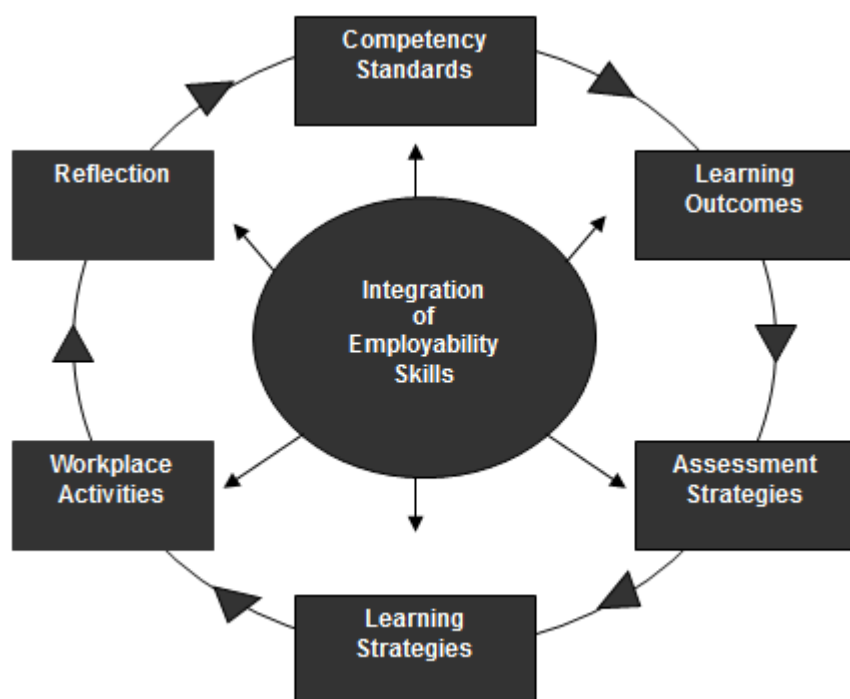 Competency
Standards
Reflection
Learning
Outcomes
Integration
of
Employability
Skills
Workplace
Activities
Assessment
Strategies
Learning
Strategies